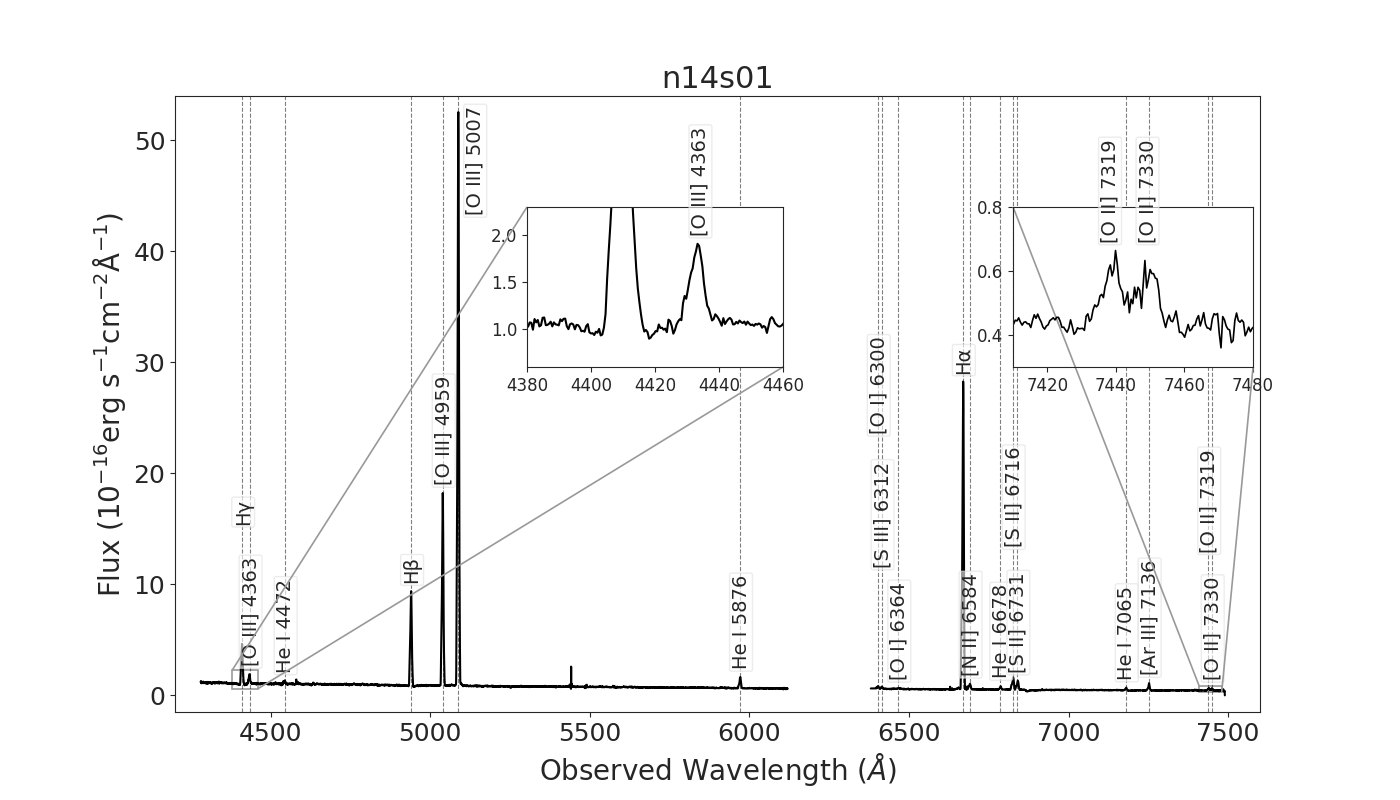 n14s01
Flux (10⁻¹⁶erg s⁻¹cm⁻²Å⁻¹)
50
40
30
20
10
0
4500
5000
5500
6000
6500
7000
7500
Observed Wavelength (Å)
Hγ
[O III] 4363
He I 4472
Hβ
[O III] 4959
[O III] 5007
He I 5876
[O I] 6300
[S III] 6312
[O I] 6364
Hα
[N II] 6584
He I 6678
[S II] 6716
[S II] 6731
He I 7065
[Ar III] 7136
[O II] 7319
[O II] 7330
[O III] 4363
2.0
1.5
1.0
4380
4400
4420
4440
4460
[O II] 7319
[O II] 7330
0.8
0.6
0.4
7420
7440
7460
7480